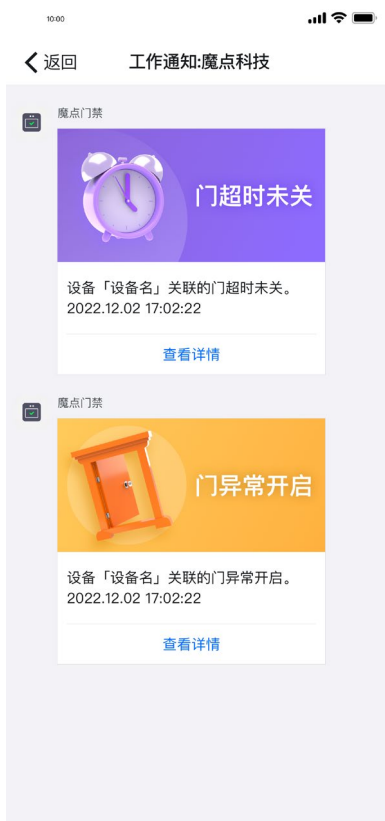 10:00
返回 工作通知:魔点科技
魔点门禁
门超时未关
设备「设备名」关联的门超时未关。
2022.12.02 17:02:22
查看详情
魔点门禁
门异常开启
设备「设备名」关联的门异常开启。
2022.12.02 17:02:22
查看详情